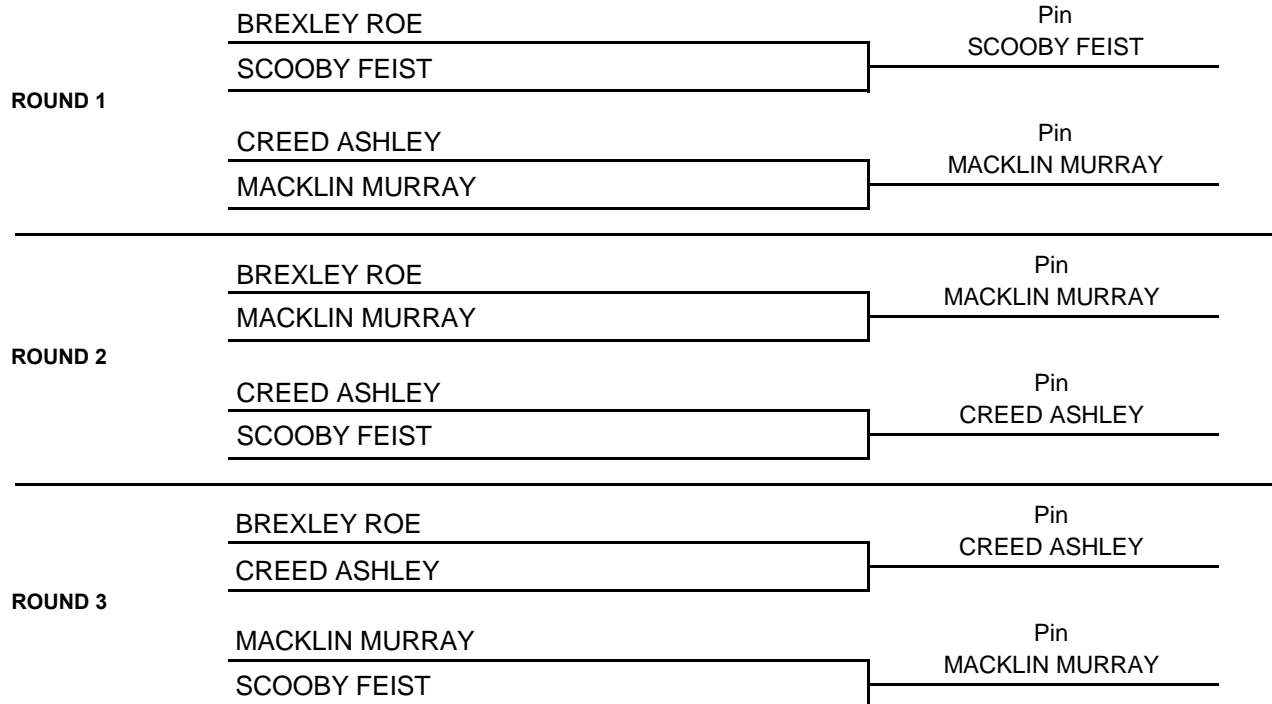 BREXLEY ROE
Pin
SCOOBY FEIST
SCOOBY FEIST
ROUND 1
CREED ASHLEY
Pin
MACKLIN MURRAY
MACKLIN MURRAY
BREXLEY ROE
Pin
MACKLIN MURRAY
MACKLIN MURRAY
ROUND 2
CREED ASHLEY
Pin
CREED ASHLEY
SCOOBY FEIST
BREXLEY ROE
Pin
CREED ASHLEY
CREED ASHLEY
ROUND 3
MACKLIN MURRAY
Pin
MACKLIN MURRAY
SCOOBY FEIST